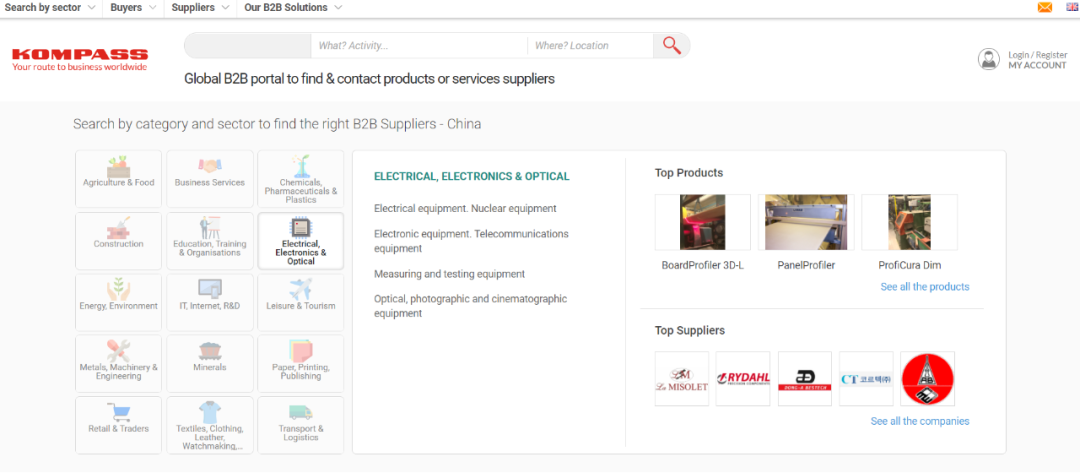 Search by sector
Buyers
Suppliers
Our B2B Solutions
KOMPASS
Your route to business worldwide
What? Activity...
Where? Location
Login / Register
MY ACCOUNT
Global B2B portal to find & contact products or services suppliers
Search by category and sector to find the right B2B Suppliers - China
Agriculture & Food
Business Services
Chemicals,
Pharmaceuticals &
Plastics
Construction
Education, Training
& Organisations
Electrical,
Electronics &
Optical
Energy, Environment
IT, Internet, R&D
Leisure & Tourism
Metals, Machinery &
Engineering
Minerals
Paper, Printing,
Publishing
Retail & Traders
Textiles, Clothing,
Leather,
Watchmaking,...
Transport &
Logistics
ELECTRICAL, ELECTRONICS & OPTICAL
Electrical equipment. Nuclear equipment
Electronic equipment. Telecommunications
equipment
Measuring and testing equipment
Optical, photographic and cinematographic
equipment
Top Products
BoardProfiler 3D-L
PanelProfiler
ProfiCura Dim
See all the products
Top Suppliers
LM
Le MISOLET
RYDAHL
DONG-A BESTECH
CT 코로텍㈜
See all the companies